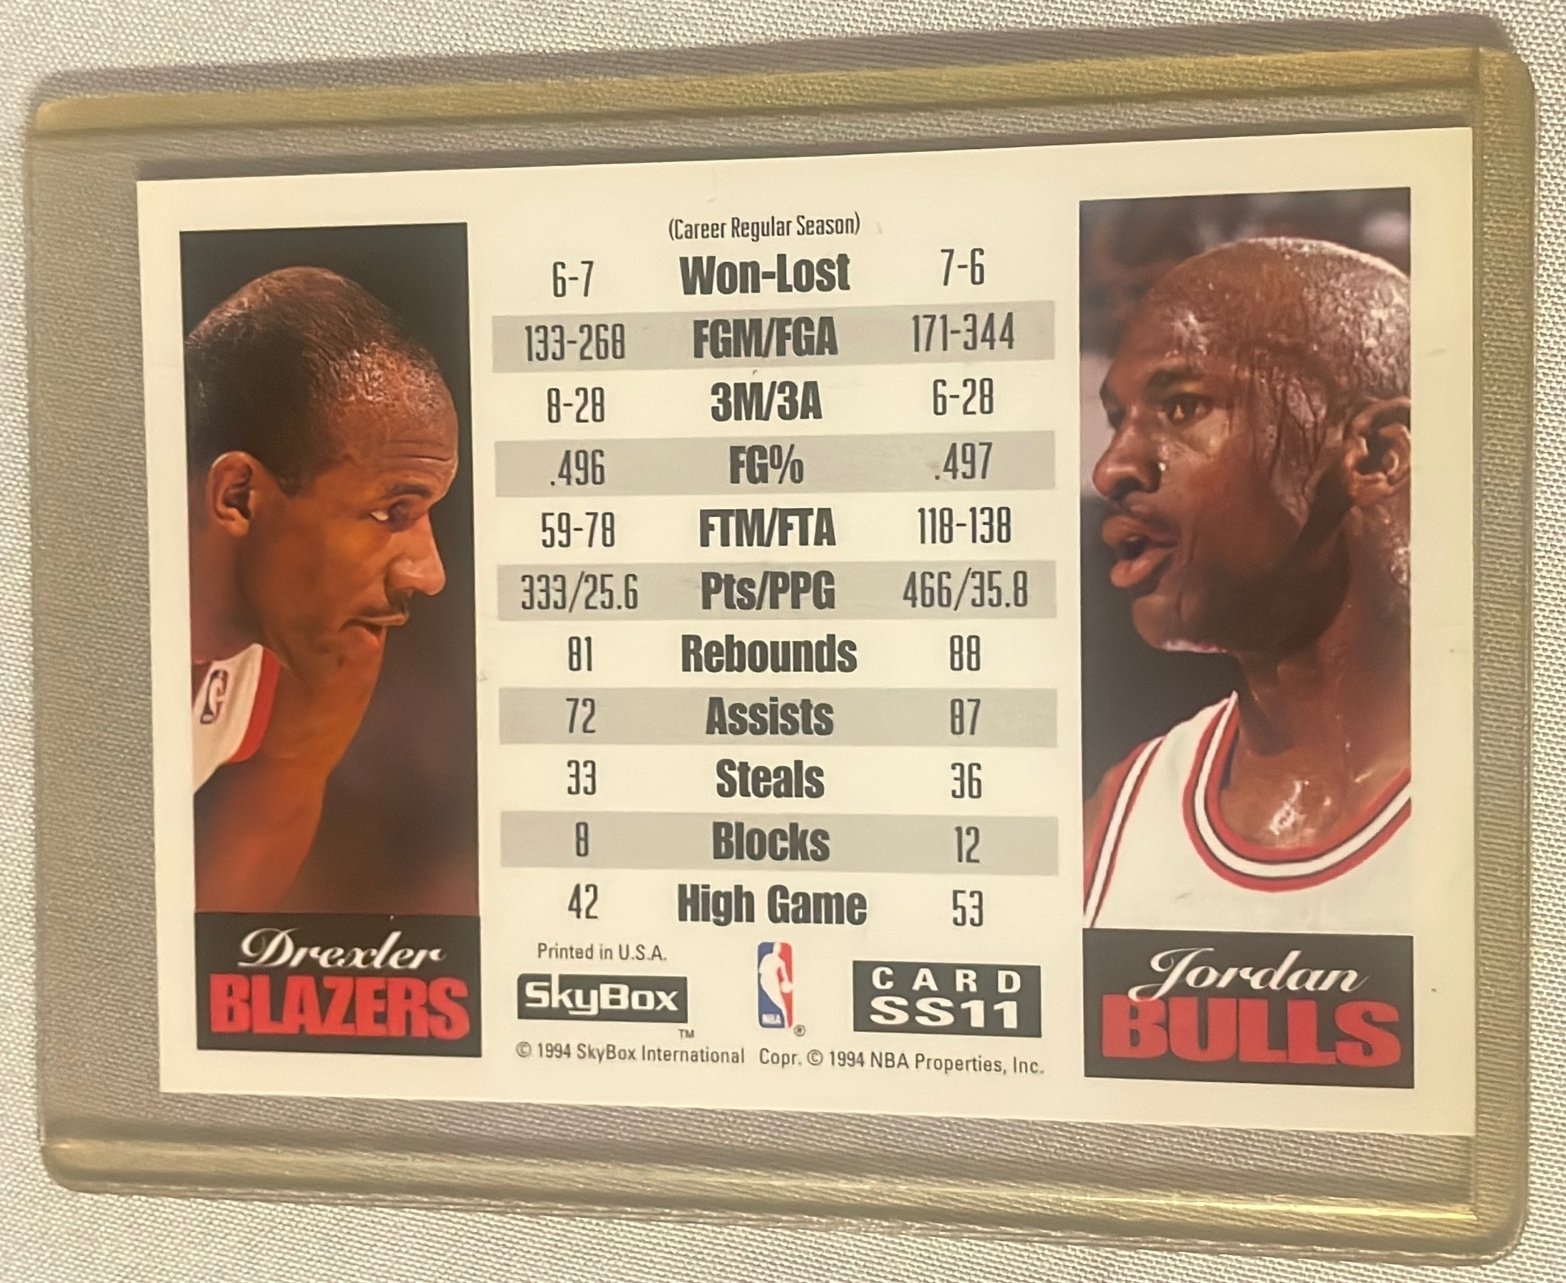 (Career Regular Season)
6-7 Won-Lost 7-6
133-268 FGM/FGA 171-344
8-28 3M/3A 6-28
.496 FG% .497
59-78 FTM/FTA 118-138
333/25.6 Pts/PPG 466/35.8
81 Rebounds 88
72 Assists 87
33 Steals 36
8 Blocks 12
42 High Game 53
Drexler
BLAZERS
Printed in U.S.A.
SkyBox
TM
NBA
®
CARD
SS11
© 1994 SkyBox International Copr. © 1994 NBA Properties, Inc.
Jordan
BULLS